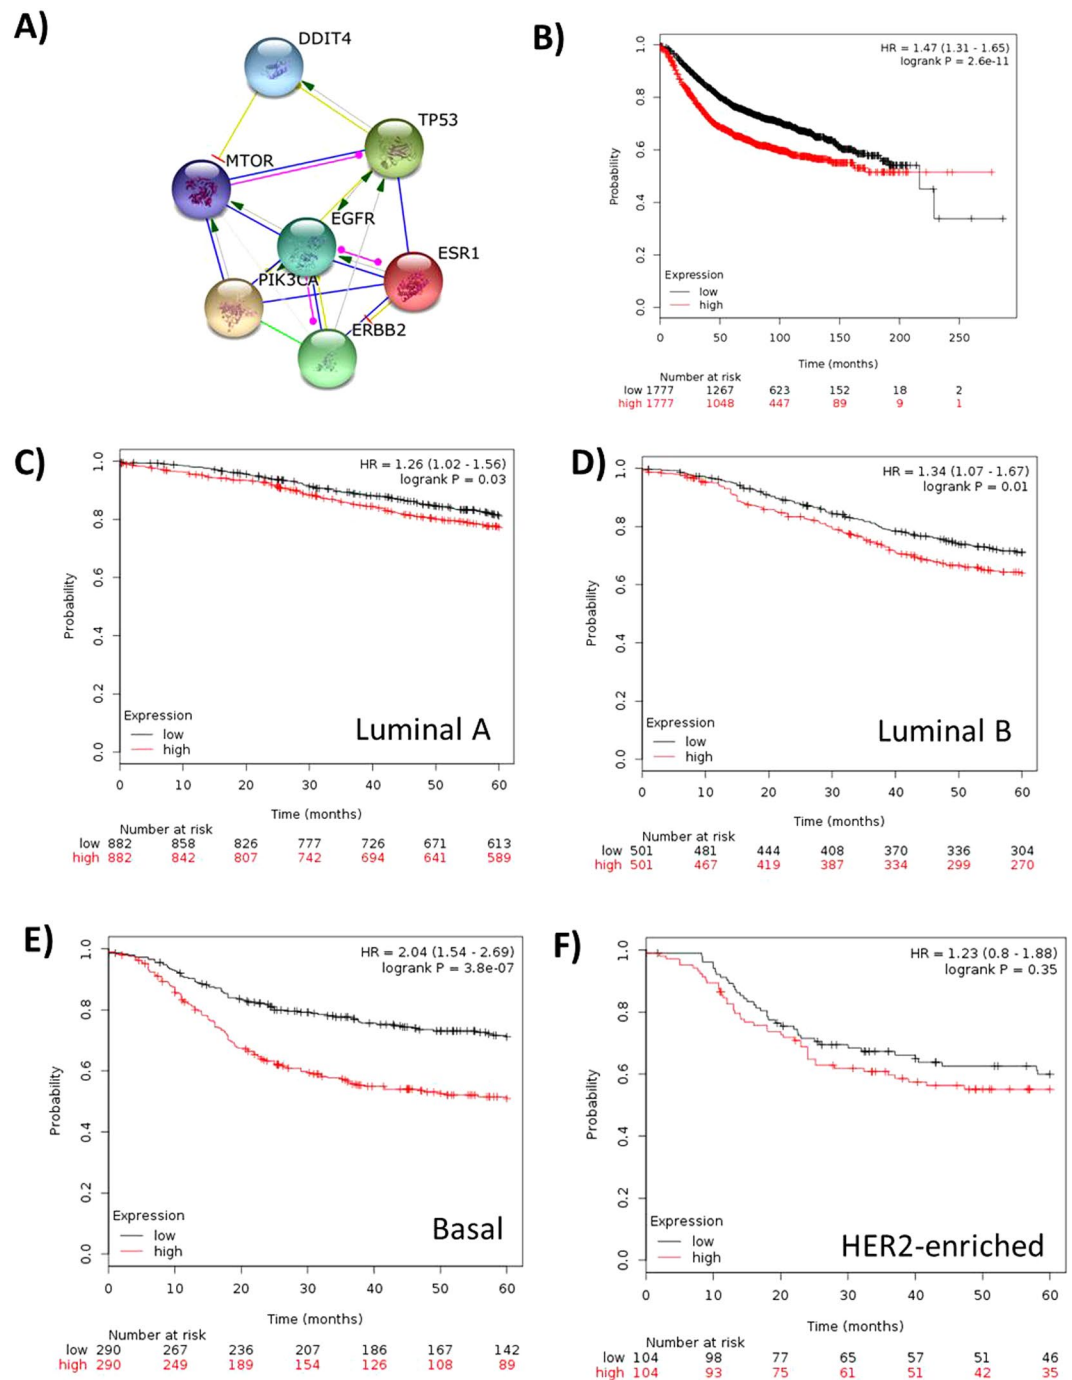 A)
DDIT4
TP53
MTOR
EGFR
ESR1
PIK3CA
ERBB2
B)
HR = 1.47 (1.31 - 1.65)
logrank P = 2.6e-11
Probability
1.0
0.8
0.6
0.4
0.2
0.0
Expression
low
high
0 50 100 150 200 250
Time (months)
Number at risk
low 1777 1267 623 152 18 2
high 1777 1048 447 89 9 1
C)
HR = 1.26 (1.02 - 1.56)
logrank P = 0.03
Probability
1.0
0.8
0.6
0.4
0.2
0.0
Expression
low
high
Luminal A
0 10 20 30 40 50 60
Time (months)
Number at risk
low 882 858 826 777 726 671 613
high 882 842 807 742 694 641 589
D)
HR = 1.34 (1.07 - 1.67)
logrank P = 0.01
Probability
1.0
0.8
0.6
0.4
0.2
0.0
Expression
low
high
Luminal B
0 10 20 30 40 50 60
Time (months)
Number at risk
low 501 481 444 408 370 336 304
high 501 467 419 387 334 299 270
E)
HR = 2.04 (1.54 - 2.69)
logrank P = 3.8e-07
Probability
1.0
0.8
0.6
0.4
0.2
0.0
Expression
low
high
Basal
0 10 20 30 40 50 60
Time (months)
Number at risk
low 290 267 236 207 186 167 142
high 290 249 189 154 126 108 89
F)
HR = 1.23 (0.8 - 1.88)
logrank P = 0.35
Probability
1.0
0.8
0.6
0.4
0.2
0.0
Expression
low
high
HER2-enriched
0 10 20 30 40 50 60
Time (months)
Number at risk
low 104 98 77 65 57 51 46
high 104 93 75 61 51 42 35